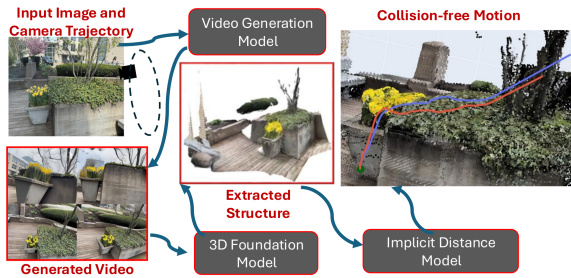 Input Image and
Camera Trajectory
Video Generation
Model
Collision-free Motion
Extracted
Structure
Generated Video
3D Foundation
Model
Implicit Distance
Model